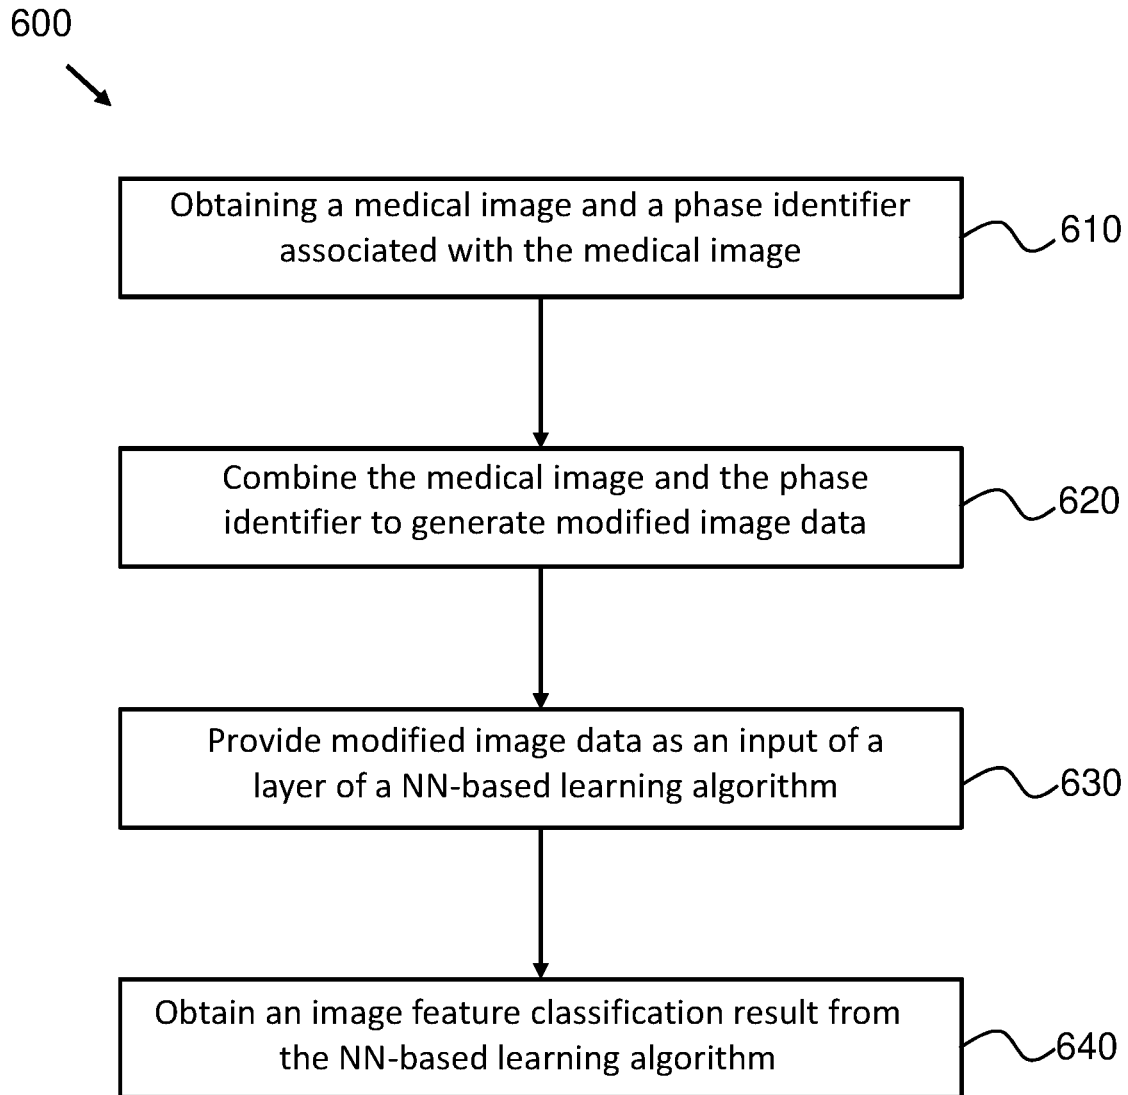 600
Obtaining a medical image and a phase identifier
associated with the medical image
610
Combine the medical image and the phase
identifier to generate modified image data
620
Provide modified image data as an input of a
layer of a NN-based learning algorithm
630
Obtain an image feature classification result from
the NN-based learning algorithm
640